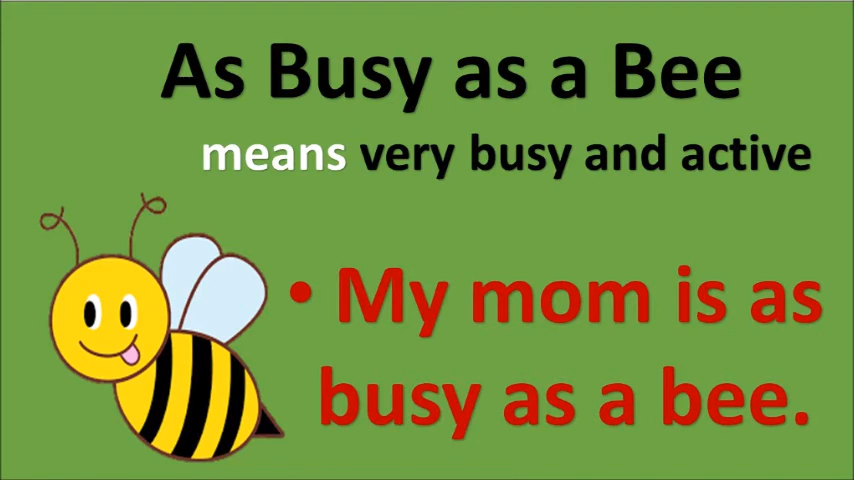 As Busy as a Bee
means very busy and active
• My mom is as
busy as a bee.